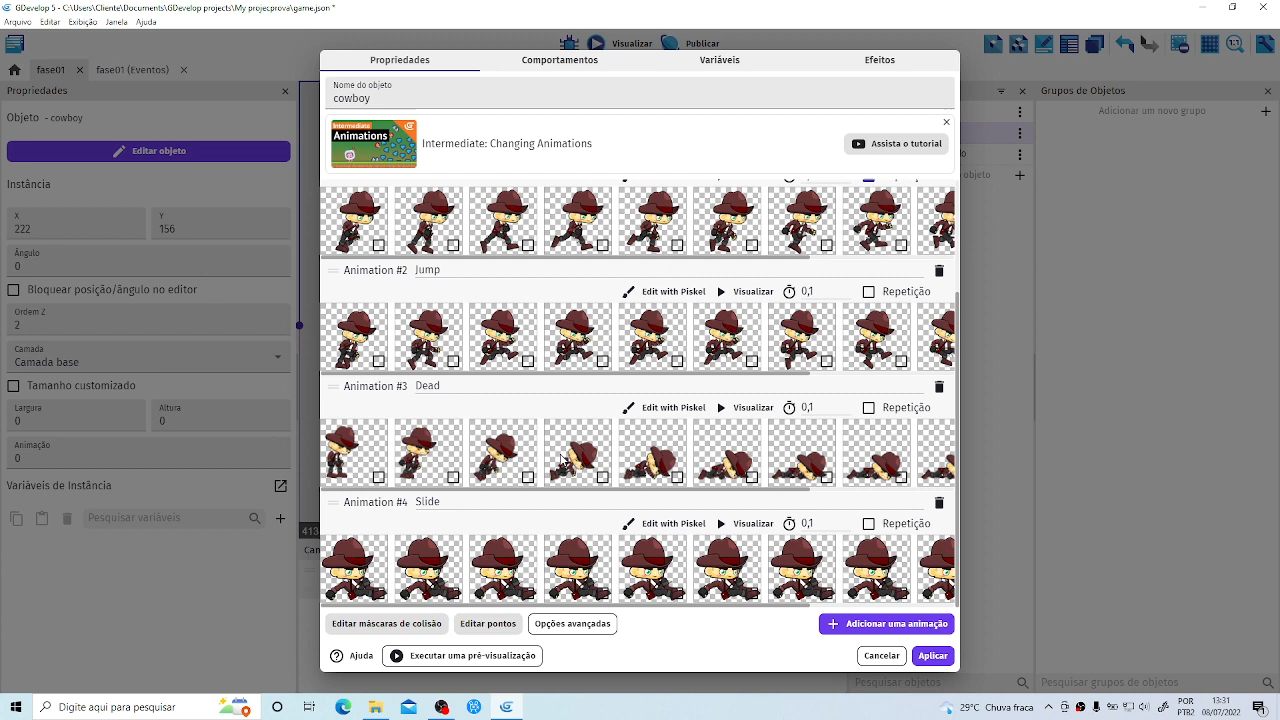 GDevelop 5 - C:\Users\Cliente\Documents\GDevelop projects\My projecprova\game.json *
Arquivo Editar Exibição Janela Ajuda
Visualizar Publicar
fase01 fase01 (Eventos)
Propriedades
Objeto - cowboy
Editar objeto
Instância
X
222
Y
156
Ângulo
0
Bloquear posição/ângulo no editor
Ordem Z
2
Camada
Camada base
Tamanho customizado
Largura
0
Altura
0
Animação
0
Variáveis de Instância
Pesquisar variáveis
413
Propriedades Comportamentos Variáveis Efeitos
Nome do objeto
cowboy
Intermediate
Animations
Intermediate: Changing Animations
Assista o tutorial
Animation #2 Jump
Edit with Piskel Visualizar 0,1 Repetição
Animation #3 Dead
Edit with Piskel Visualizar 0,1 Repetição
Animation #4 Slide
Edit with Piskel Visualizar 0,1 Repetição
Editar máscaras de colisão Editar pontos Opções avançadas Adicionar uma animação
Ajuda Executar uma pré-visualização Cancelar Aplicar
Grupos de Objetos
Adicionar um novo grupo
objeto
Pesquisar objetos
Pesquisar grupos de objetos
Digite aqui para pesquisar
29°C Chuva fraca
POR
PTB2
13:31
08/07/2022